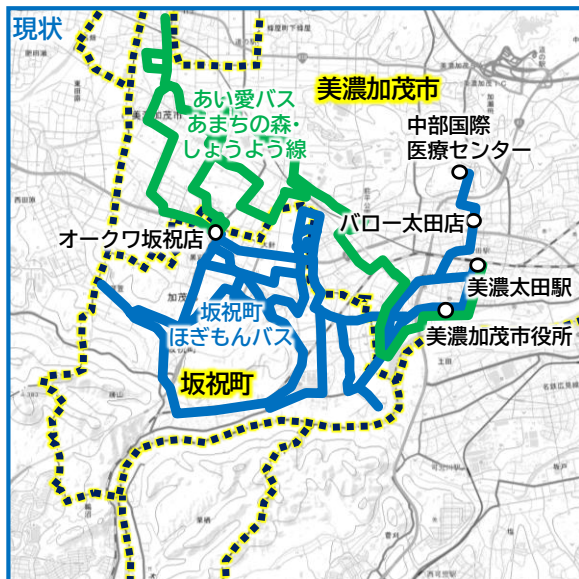 現状
美濃加茂市
あい愛バス
あまちの森・
しょうよう線
中部国際
医療センター
バロー太田店
オークワ坂祝店
美濃太田駅
坂祝町
ほぎもんバス
美濃加茂市役所
坂祝町